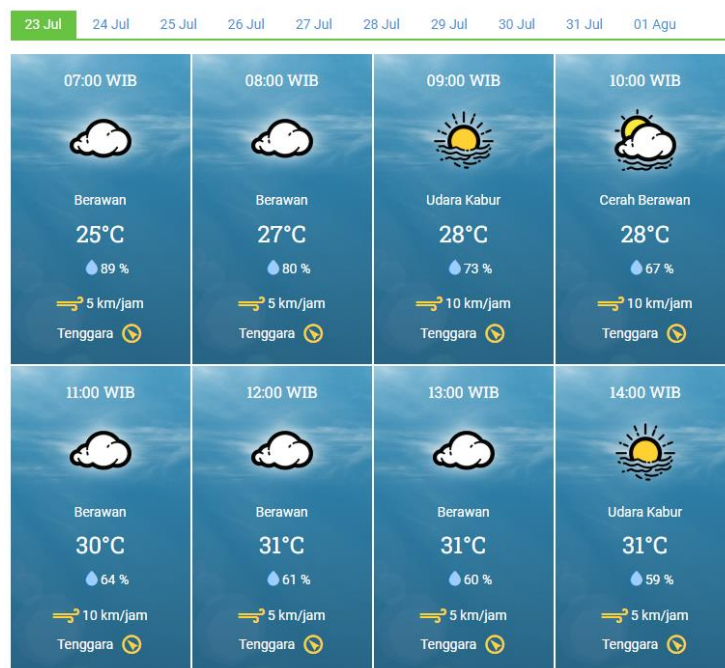 23 Jul 24 Jul 25 Jul 26 Jul 27 Jul 28 Jul 29 Jul 30 Jul 31 Jul 01 Agu
07:00 WIB
Berawan
25°C
89 %
5 km/jam
Tenggara
08:00 WIB
Berawan
27°C
80 %
5 km/jam
Tenggara
09:00 WIB
Udara Kabur
28°C
73 %
10 km/jam
Tenggara
10:00 WIB
Cerah Berawan
28°C
67 %
10 km/jam
Tenggara
11:00 WIB
Berawan
30°C
64 %
10 km/jam
Tenggara
12:00 WIB
Berawan
31°C
61 %
5 km/jam
Tenggara
13:00 WIB
Berawan
31°C
60 %
5 km/jam
Tenggara
14:00 WIB
Udara Kabur
31°C
59 %
5 km/jam
Tenggara